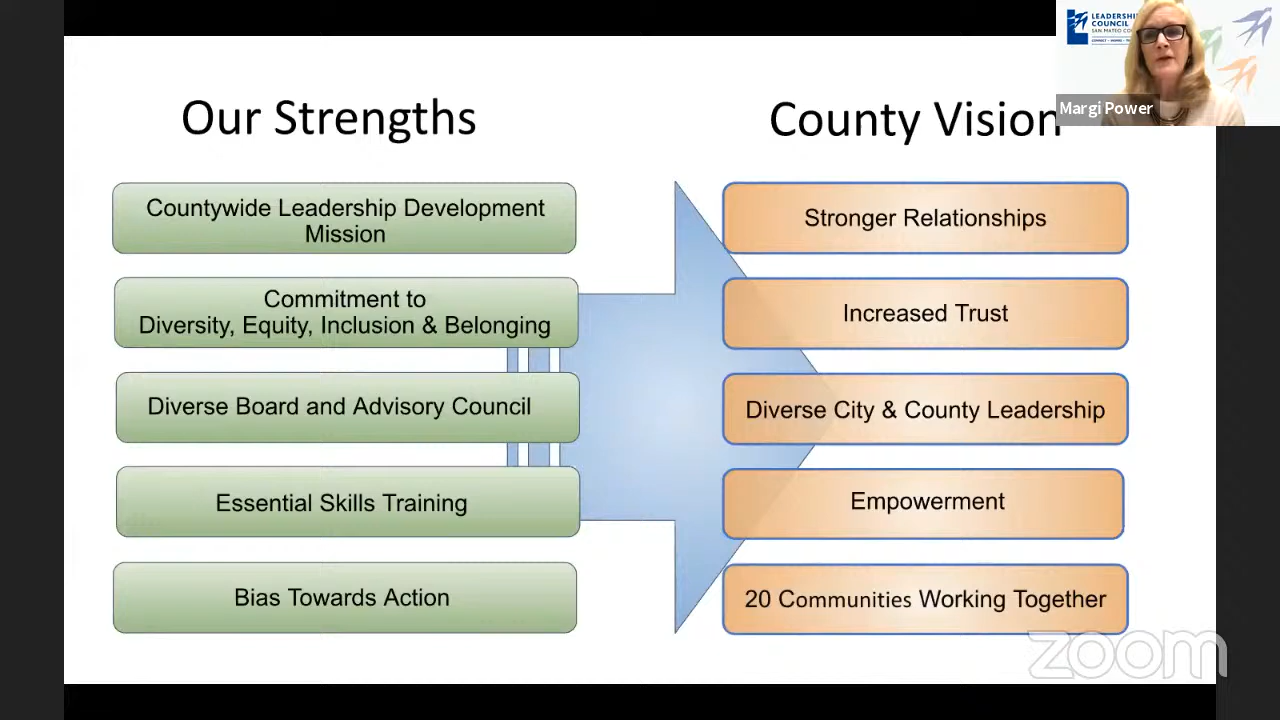 Our Strengths
County Vision
Countywide Leadership Development
Mission
Commitment to
Diversity, Equity, Inclusion & Belonging
Diverse Board and Advisory Council
Essential Skills Training
Bias Towards Action
Stronger Relationships
Increased Trust
Diverse City & County Leadership
Empowerment
20 Communities Working Together
COUNCIL
SAN MATEO
Margi Power
zoom